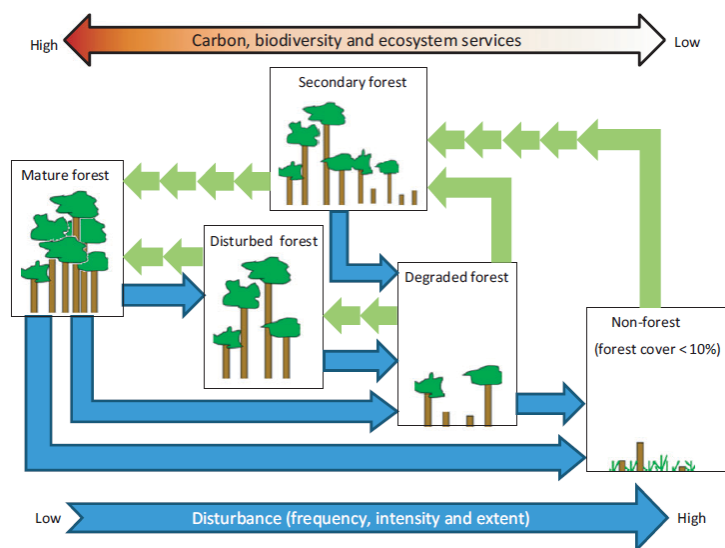 High
Carbon, biodiversity and ecosystem services
Low
Secondary forest
Mature forest
Disturbed forest
Degraded forest
Non-forest
(forest cover < 10%)
Low
Disturbance (frequency, intensity and extent)
High